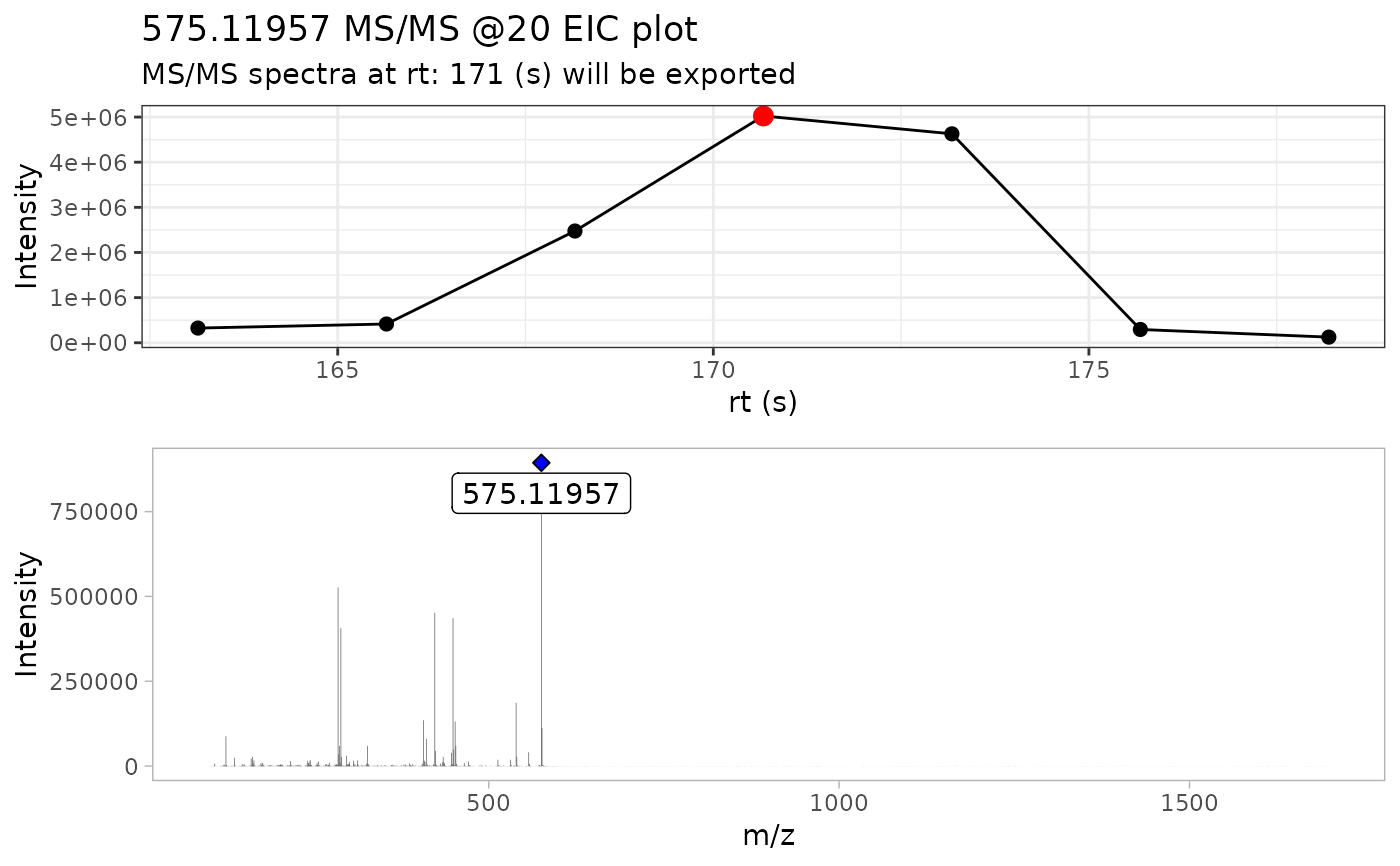 575.11957 MS/MS @20 EIC plot
MS/MS spectra at rt: 171 (s) will be exported
Intensity
5e+06
4e+06
3e+06
2e+06
1e+06
0e+00
165 170 175
rt (s)
575.11957
Intensity
750000
500000
250000
0
500 1000 1500
m/z